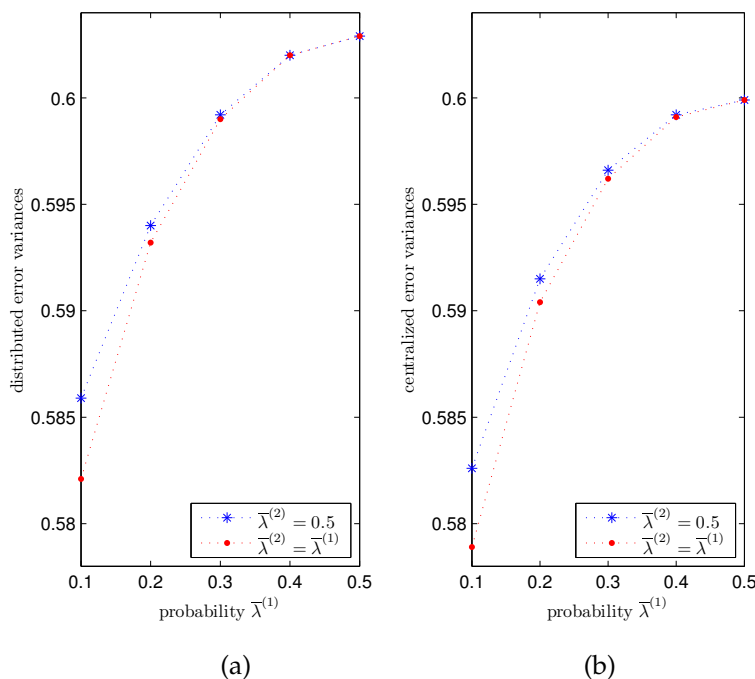 0.6
0.595
0.59
0.585
0.58
0.1 0.2 0.3 0.4 0.5
distributed error variances
probability λ̅⁽¹⁾
λ̅⁽²⁾ = 0.5
λ̅⁽²⁾ = λ̅⁽¹⁾
(a)
0.6
0.595
0.59
0.585
0.58
0.1 0.2 0.3 0.4 0.5
centralized error variances
probability λ̅⁽¹⁾
λ̅⁽²⁾ = 0.5
λ̅⁽²⁾ = λ̅⁽¹⁾
(b)